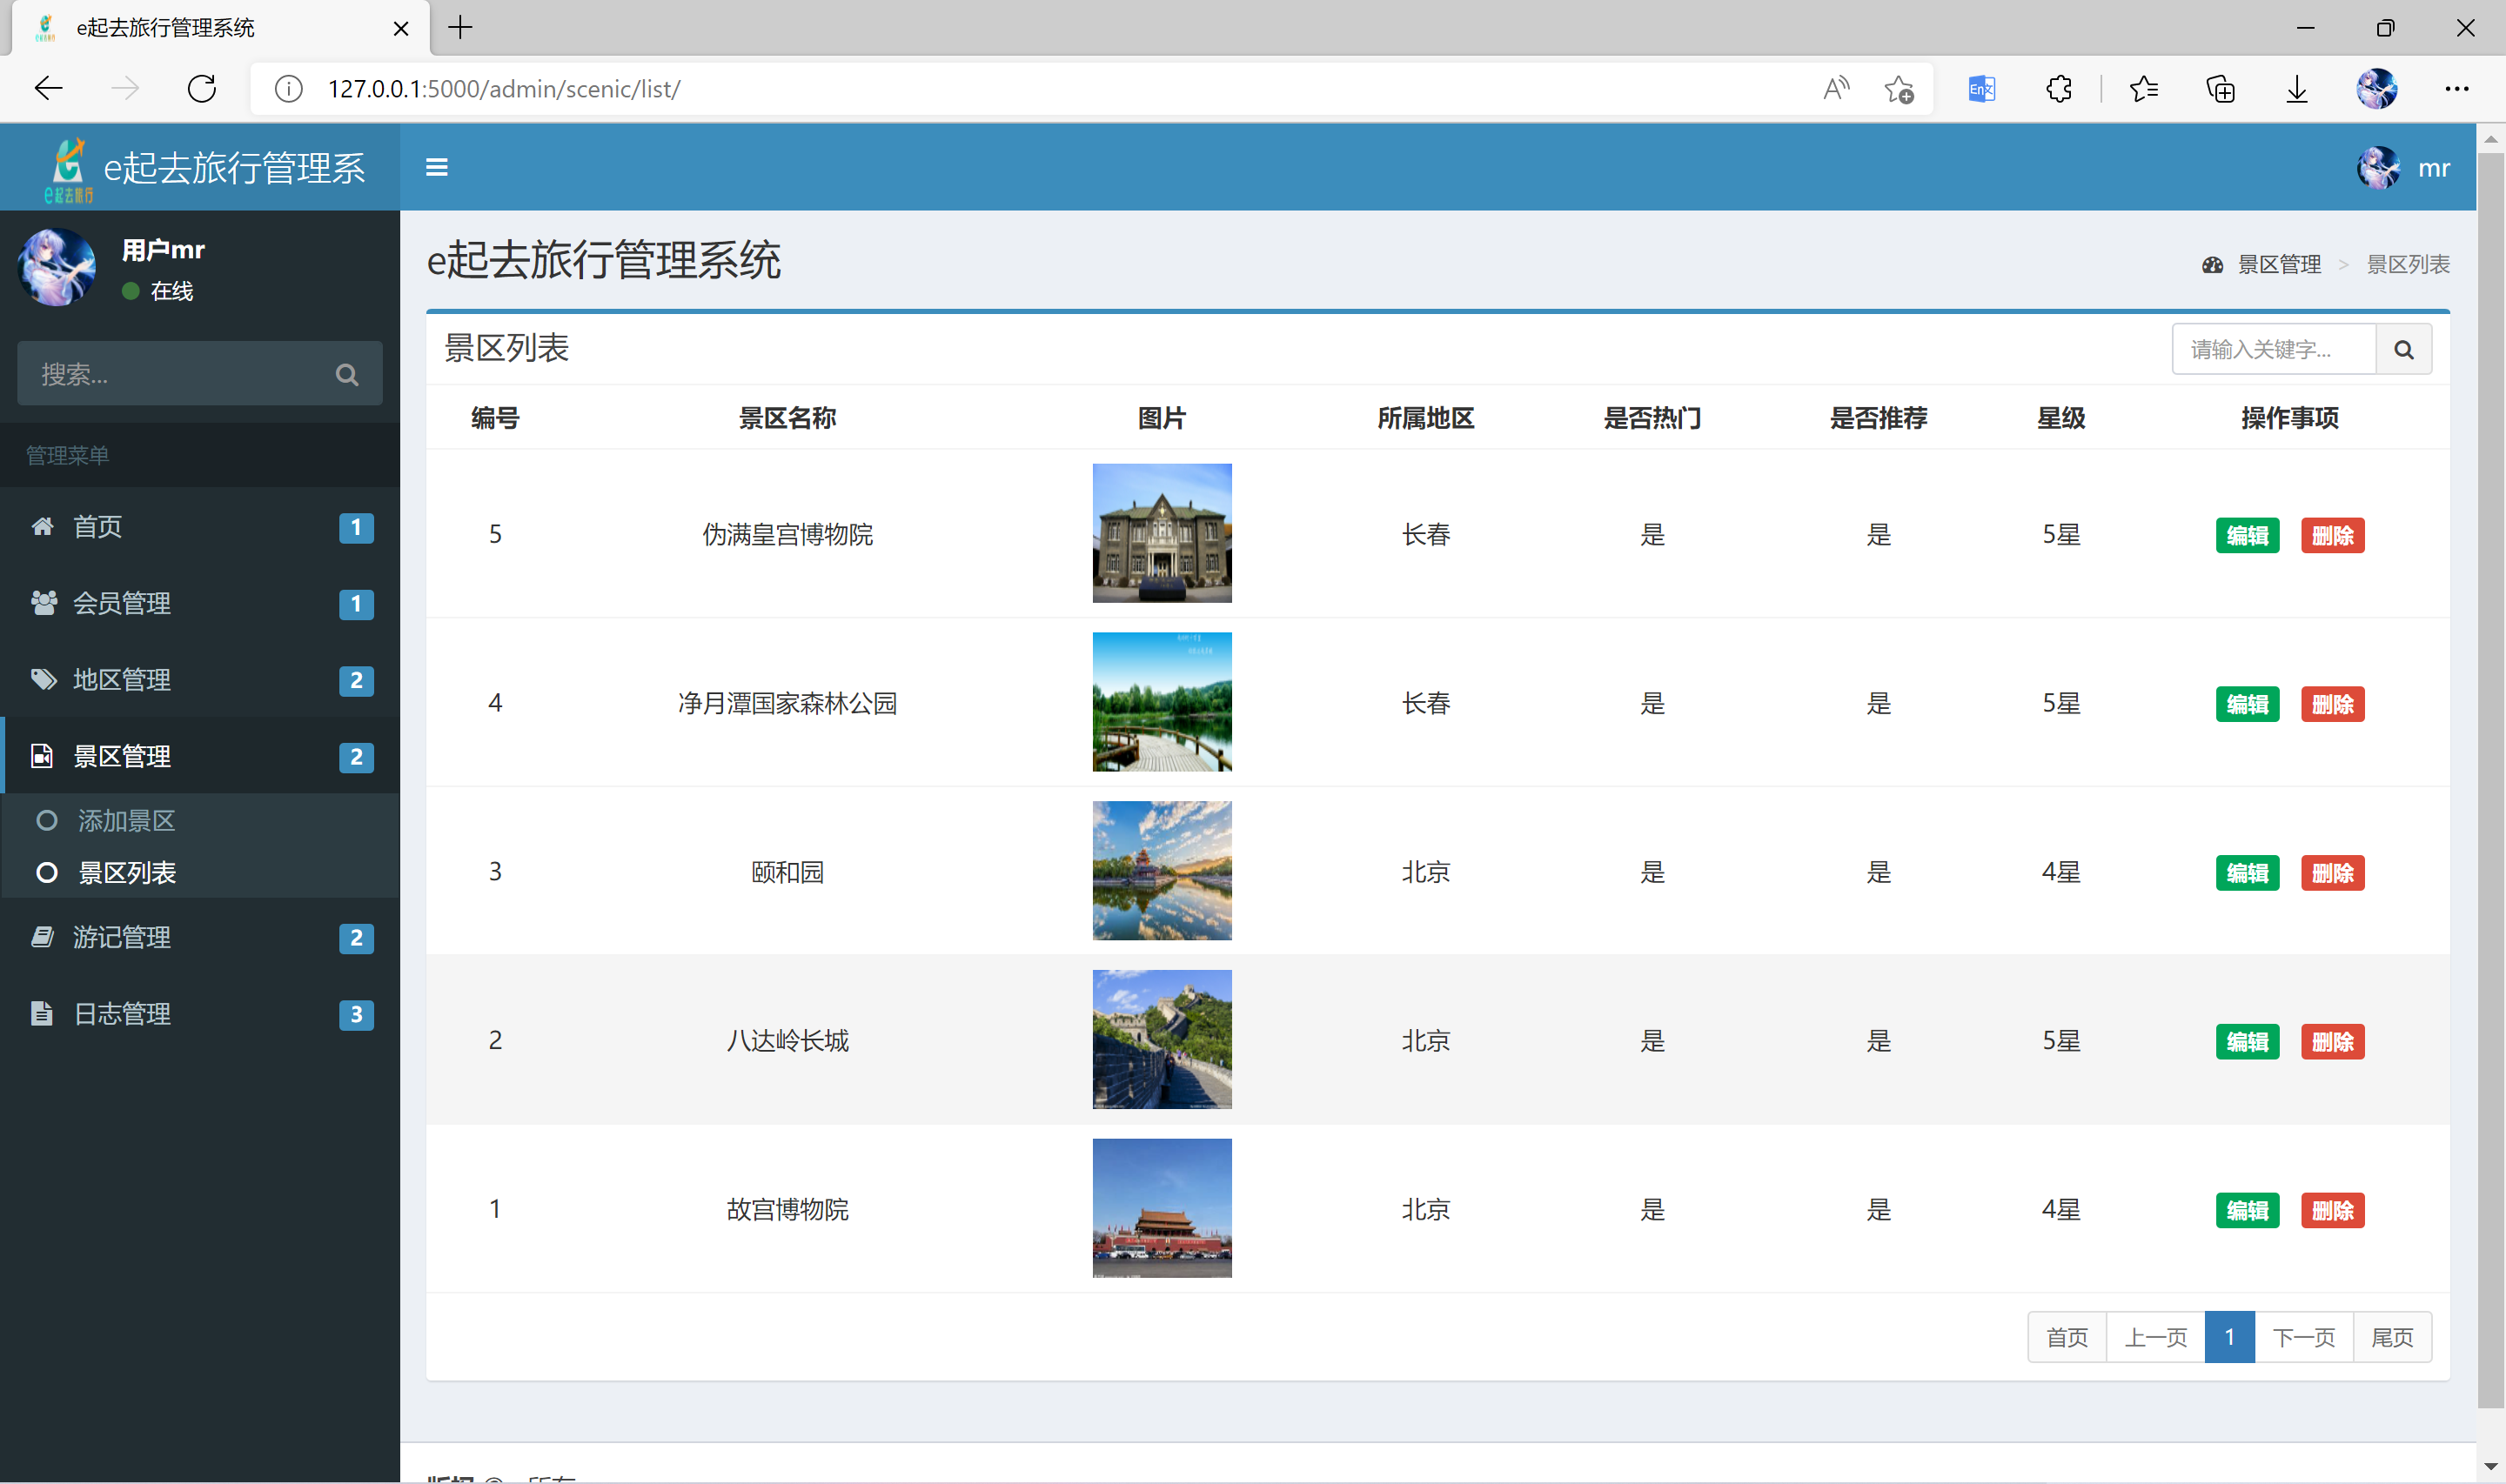 e起去旅行管理系统
127.0.0.1:5000/admin/scenic/list/
e起去旅行
e起去旅行管理系
mr
用户mr
在线
搜索...
管理菜单
首页 1
会员管理 1
地区管理 2
景区管理 2
添加景区
景区列表
游记管理 2
日志管理 3
e起去旅行管理系统
景区管理 > 景区列表
景区列表
请输入关键字...
编号 景区名称 图片 所属地区 是否热门 是否推荐 星级 操作事项
5 伪满皇宫博物院 长春 是 是 5星 编辑 删除
4 净月潭国家森林公园 长春 是 是 5星 编辑 删除
3 颐和园 北京 是 是 4星 编辑 删除
2 八达岭长城 北京 是 是 5星 编辑 删除
1 故宫博物院 北京 是 是 4星 编辑 删除
首页 上一页 1 下一页 尾页